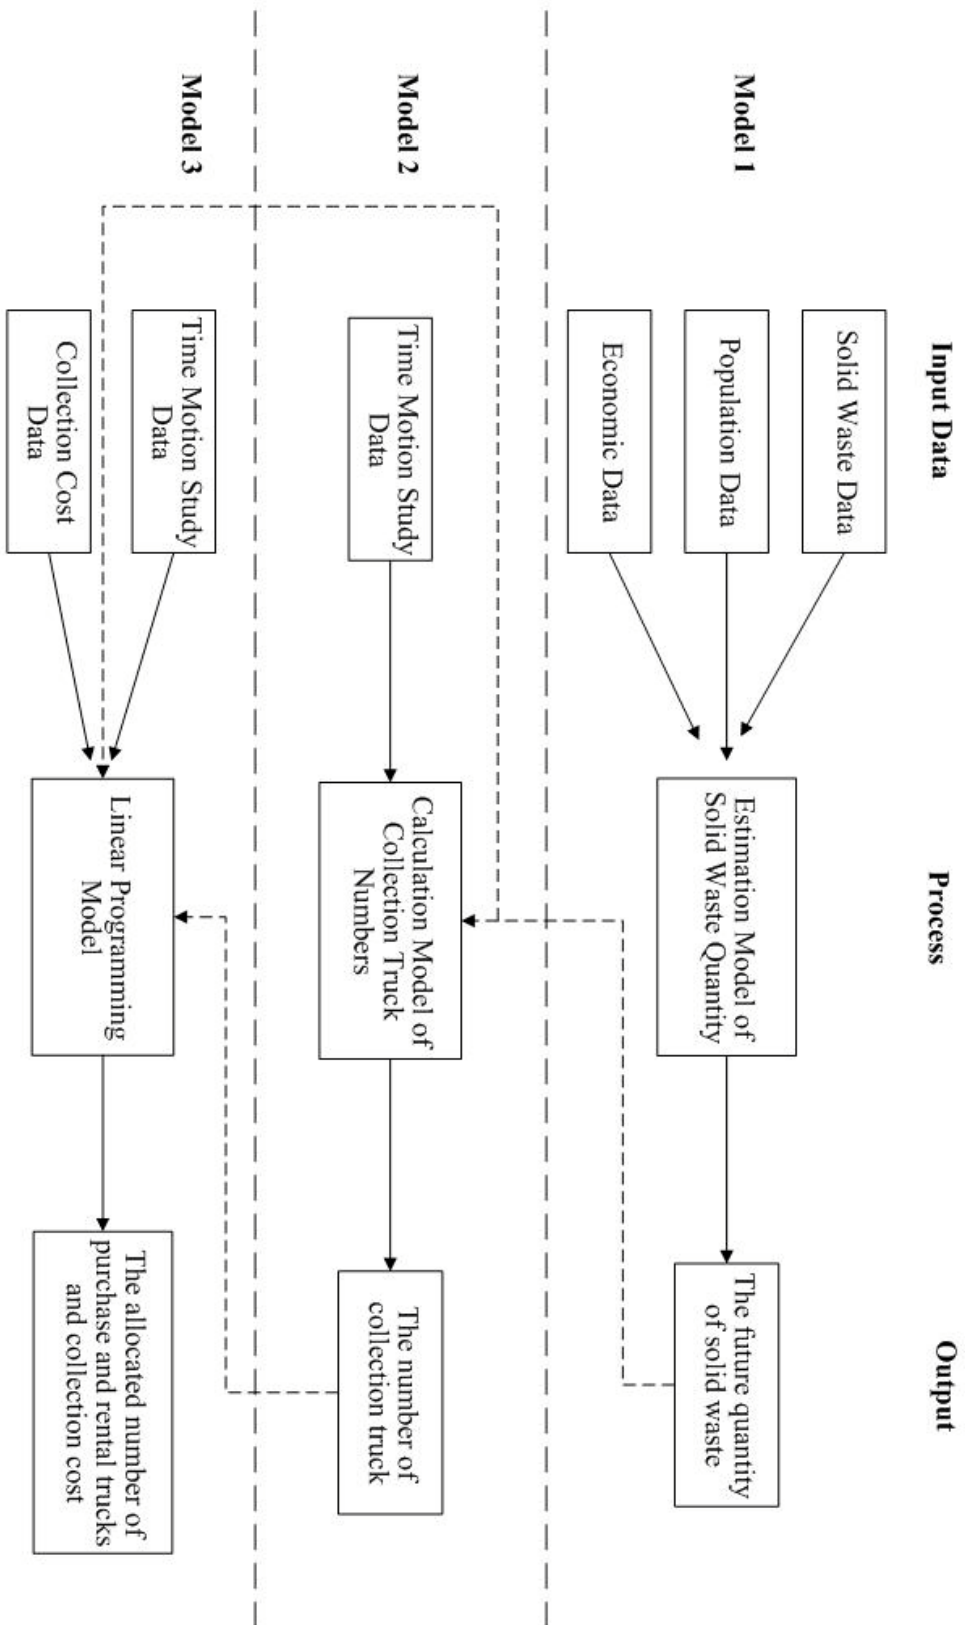 Input Data
Process
Output
Model 1
Solid Waste Data
Population Data
Economic Data
Estimation Model of
Solid Waste Quantity
The future quantity
of solid waste
Model 2
Time Motion Study
Data
Calculation Model of
Collection Truck
Numbers
The number of
collection truck
Model 3
Time Motion Study
Data
Collection Cost
Data
Linear Programming
Model
The allocated number of
purchase and rental trucks
and collection cost